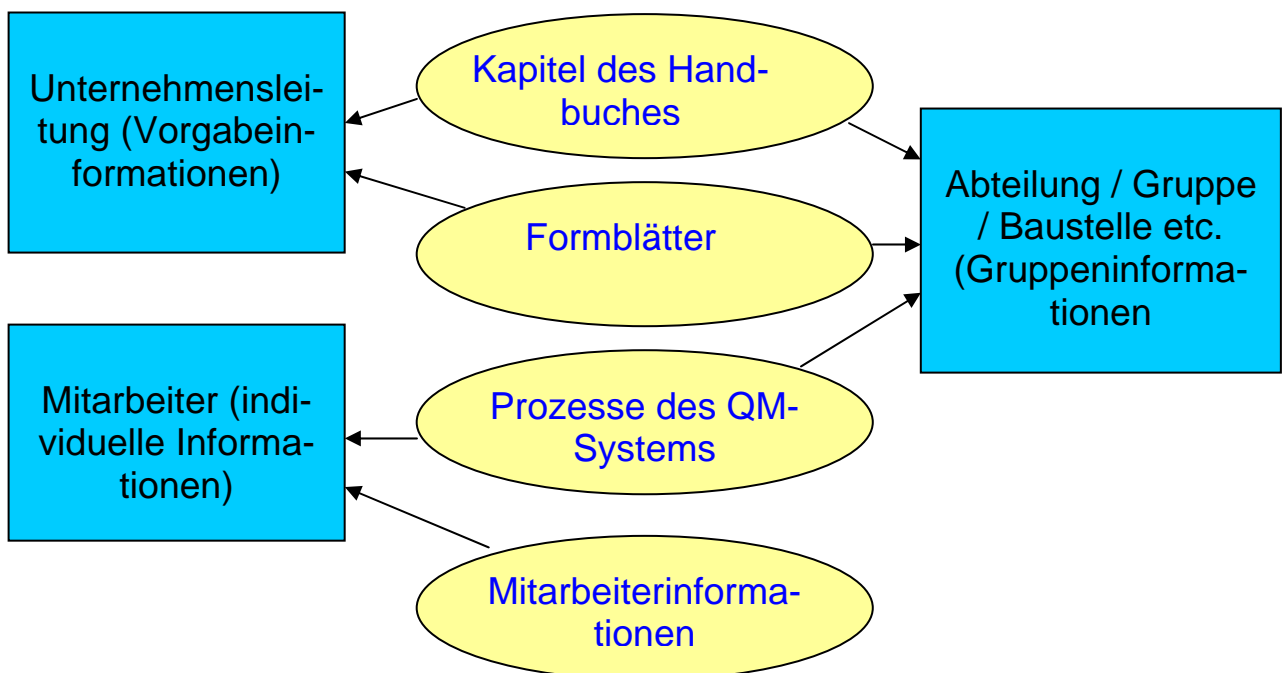 Unternehmenslei-
tung (Vorgabein-
formationen)
Kapitel des Hand-
buches
Formblätter
Abteilung / Gruppe
/ Baustelle etc.
(Gruppeninforma-
tionen
Mitarbeiter (indi-
viduelle Informa-
tionen)
Prozesse des QM-
Systems
Mitarbeiterinforma-
tionen